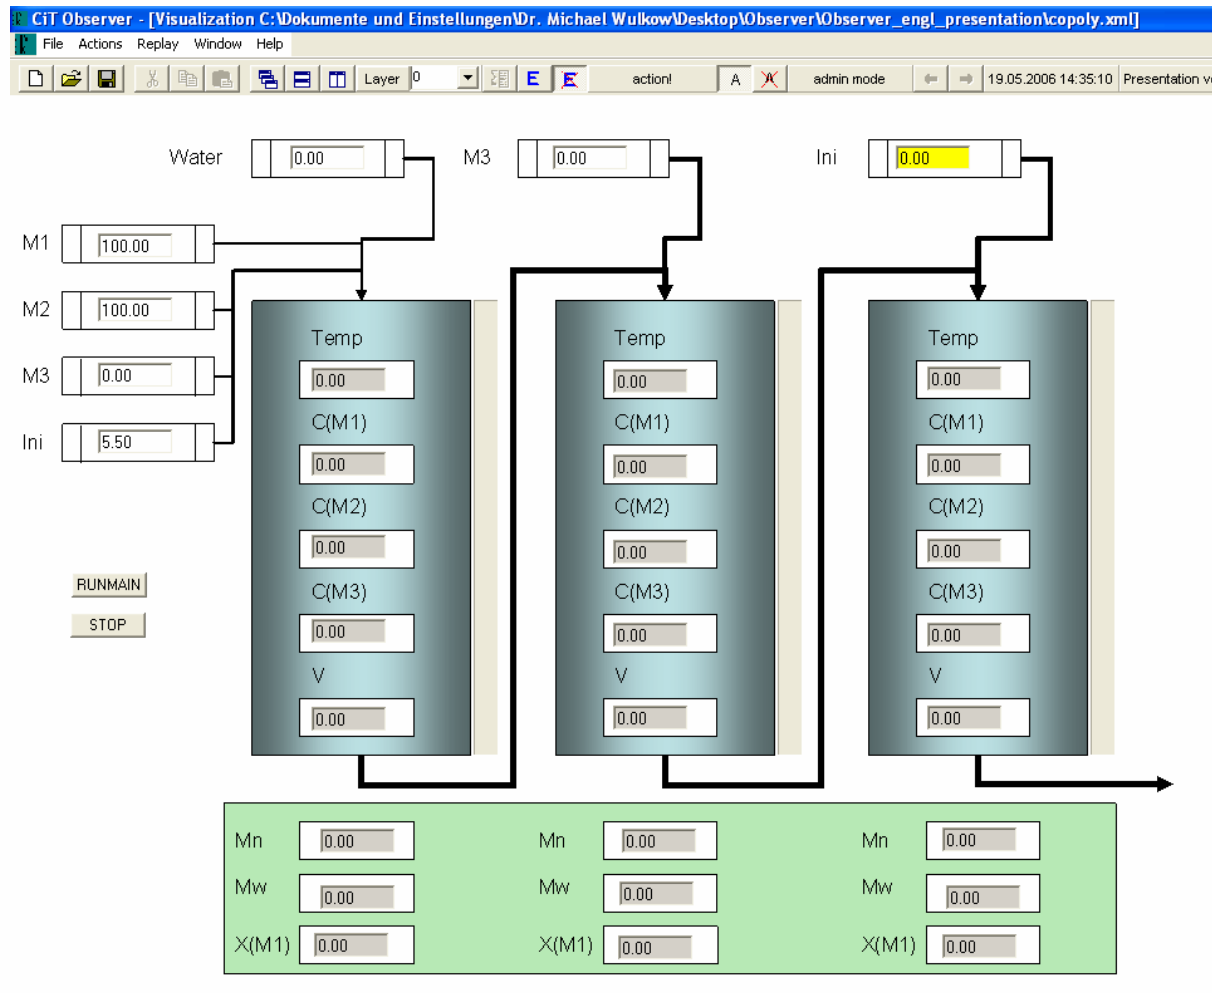 CiT Observer - [Visualization C:\Dokumente und Einstellungen\Dr. Michael Wulkow\Desktop\Observer\Observer_engl_presentation\copoly.xml]
File Actions Replay Window Help
Layer 0 E E action! A A admin mode 19.05.2006 14:35:10 Presentation v
Water 0.00 M3 0.00 Ini 0.00
M1 100.00
M2 100.00
M3 0.00
Ini 5.50
Temp Temp Temp
0.00 0.00 0.00
C(M1) C(M1) C(M1)
0.00 0.00 0.00
C(M2) C(M2) C(M2)
0.00 0.00 0.00
RUNMAIN
C(M3) C(M3) C(M3)
STOP
0.00 0.00 0.00
V V V
0.00 0.00 0.00
Mn 0.00 Mn 0.00 Mn 0.00
Mw 0.00 Mw 0.00 Mw 0.00
X(M1) 0.00 X(M1) 0.00 X(M1) 0.00